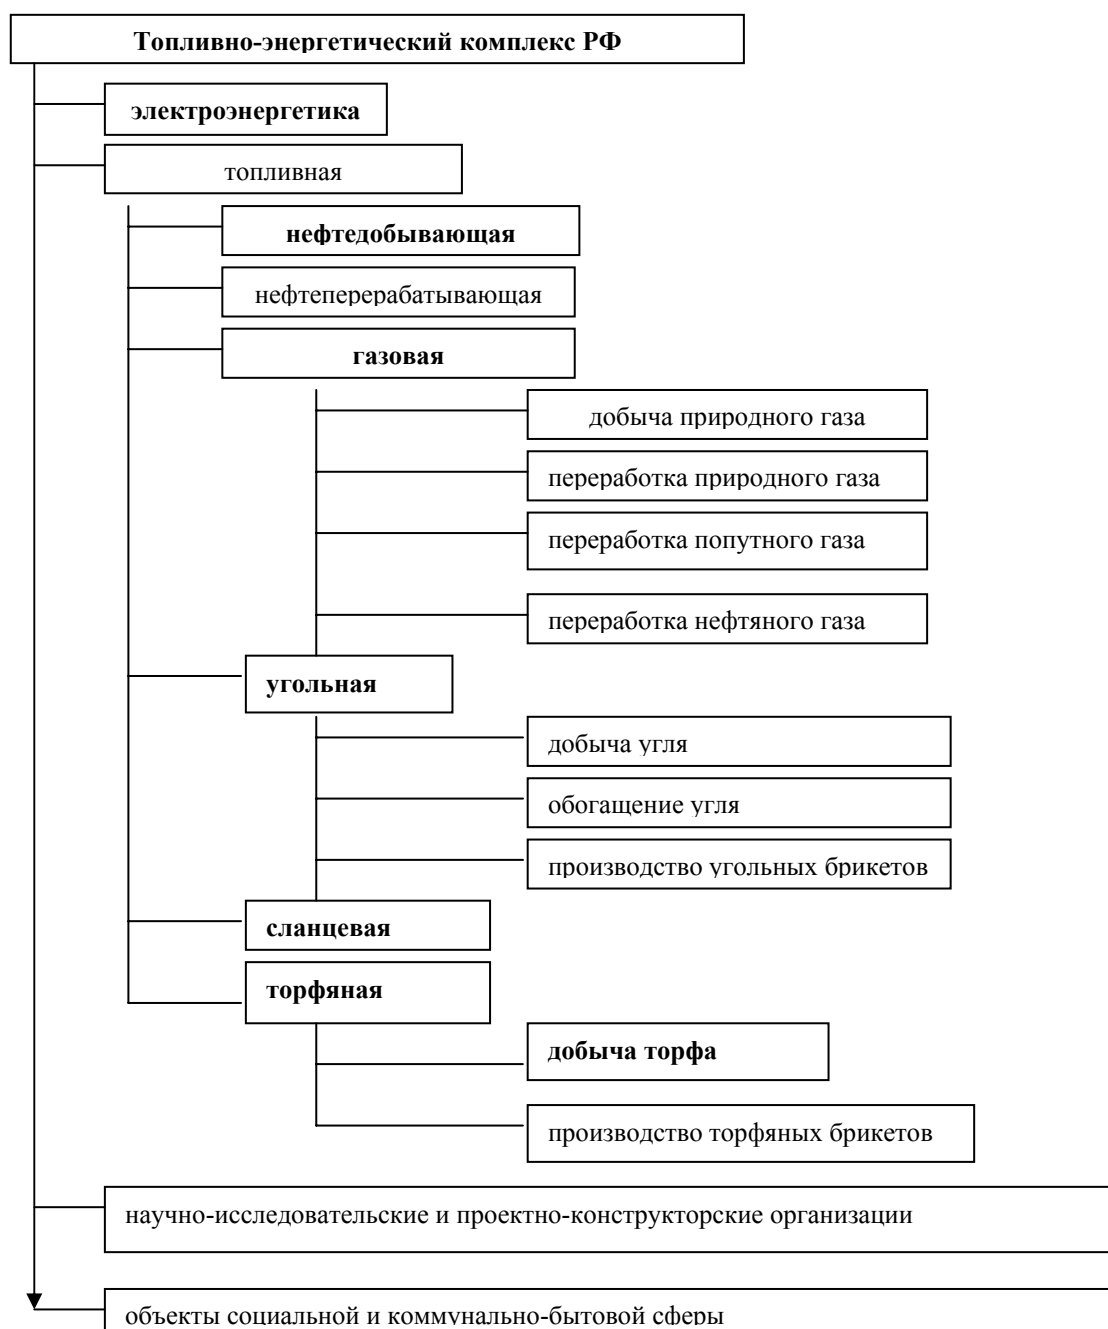 Топливно-энергетический комплекс РФ
электроэнергетика
топливная
нефтедобывающая
нефтеперерабатывающая
газовая
добыча природного газа
переработка природного газа
переработка попутного газа
переработка нефтяного газа
угольная
добыча угля
обогащение угля
производство угольных брикетов
сланцевая
торфяная
добыча торфа
производство торфяных брикетов
научно-исследовательские и проектно-конструкторские организации
объекты социальной и коммунально-бытовой сферы